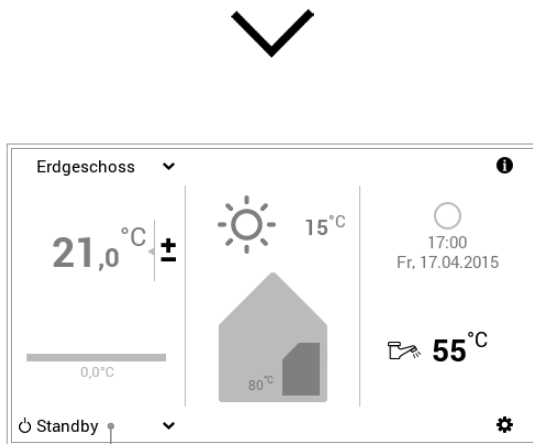 Erdgeschoss
21,0 °C
±
15°C
17:00
Fr, 17.04.2015
80°C
55°C
0,0°C
Standby